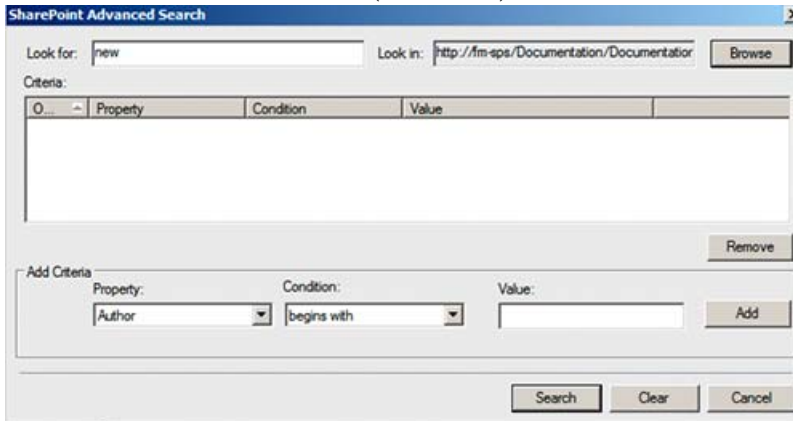 SharePoint Advanced Search
Look for: new Look in: http://fm-sps/Documentation/Documentation Browse
Criteria:
O... Property Condition Value
Remove
Add Criteria
Property: Condition: Value:
Author begins with Add
Search Clear Cancel